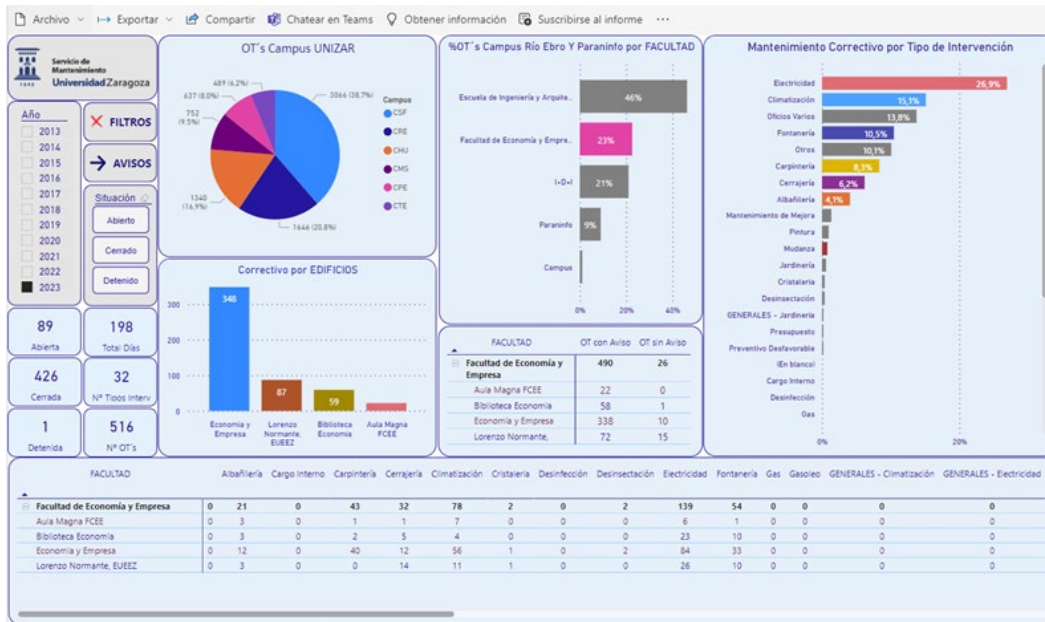 Archivo Exportar Compartir Chatear en Teams Obtener información Suscribirse al informe ...
Servicio de
Mantenimiento
Universidad Zaragoza
1542
Año
2013
2014
2015
2016
2017
2018
2019
2020
2021
2022
2023
FILTROS
AVISOS
Situación
Abierto
Cerrado
Detenido
89
Abierta
198
Total Días
426
Cerrada
32
Nº Tipos Interv
1
Detenida
516
Nº OT´s
OT´s Campus UNIZAR
489 (6,2%)
637 (8,0%)
752
(9,5%)
1340
(16,9%)
1646 (20,8%)
3066 (38,7%)
Campus
CSF
CRE
CHU
CMS
CPE
CTE
Correctivo por EDIFICIOS
300
200
100
0
348
87
59
Economía y
Empresa
Lorenzo
Normante,
EUEEZ
Biblioteca
Economía
Aula Magna
FCEE
%OT´s Campus Río Ebro Y Paraninfo por FACULTAD
Escuela de Ingeniería y Arquite... 46%
Facultad de Economía y Empre... 23%
I+D+I 21%
Paraninfo 9%
Campus
0% 20% 40%
FACULTAD OT con Aviso OT sin Aviso
Facultad de Economía y
Empresa 490 26
Aula Magna FCEE 22 0
Biblioteca Economía 58 1
Economía y Empresa 338 10
Lorenzo Normante, 72 15
Mantenimiento Correctivo por Tipo de Intervención
Electricidad 26,9%
Climatización 15,1%
Oficios Varios 13,8%
Fontanería 10,5%
Otros 10,1%
Carpintería 8,3%
Cerrajería 6,2%
Albañilería 4,1%
Mantenimiento de Mejora
Pintura
Mudanza
Jardinería
Cristalería
Desinsectación
GENERALES - Jardinería
Presupuesto
Preventivo Desfavorable
(En blanco)
Cargo Interno
Desinfección
Gas
0% 20%
FACULTAD Albañilería Cargo Interno Carpintería Cerrajería Climatización Cristalería Desinfección Desinsectación Electricidad Fontanería Gas Gasoleo GENERALES - Climatización GENERALES - Electricidad
Facultad de Economía y Empresa 0 21 0 43 32 78 2 0 2 139 54 0 0 0 0
Aula Magna FCEE 0 3 0 1 1 7 0 0 0 6 1 0 0 0 0
Biblioteca Economía 0 3 0 2 5 4 0 0 0 23 10 0 0 0 0
Economía y Empresa 0 12 0 40 12 56 1 0 2 84 33 0 0 0 0
Lorenzo Normante, EUEEZ 0 3 0 0 14 11 1 0 0 26 10 0 0 0 0